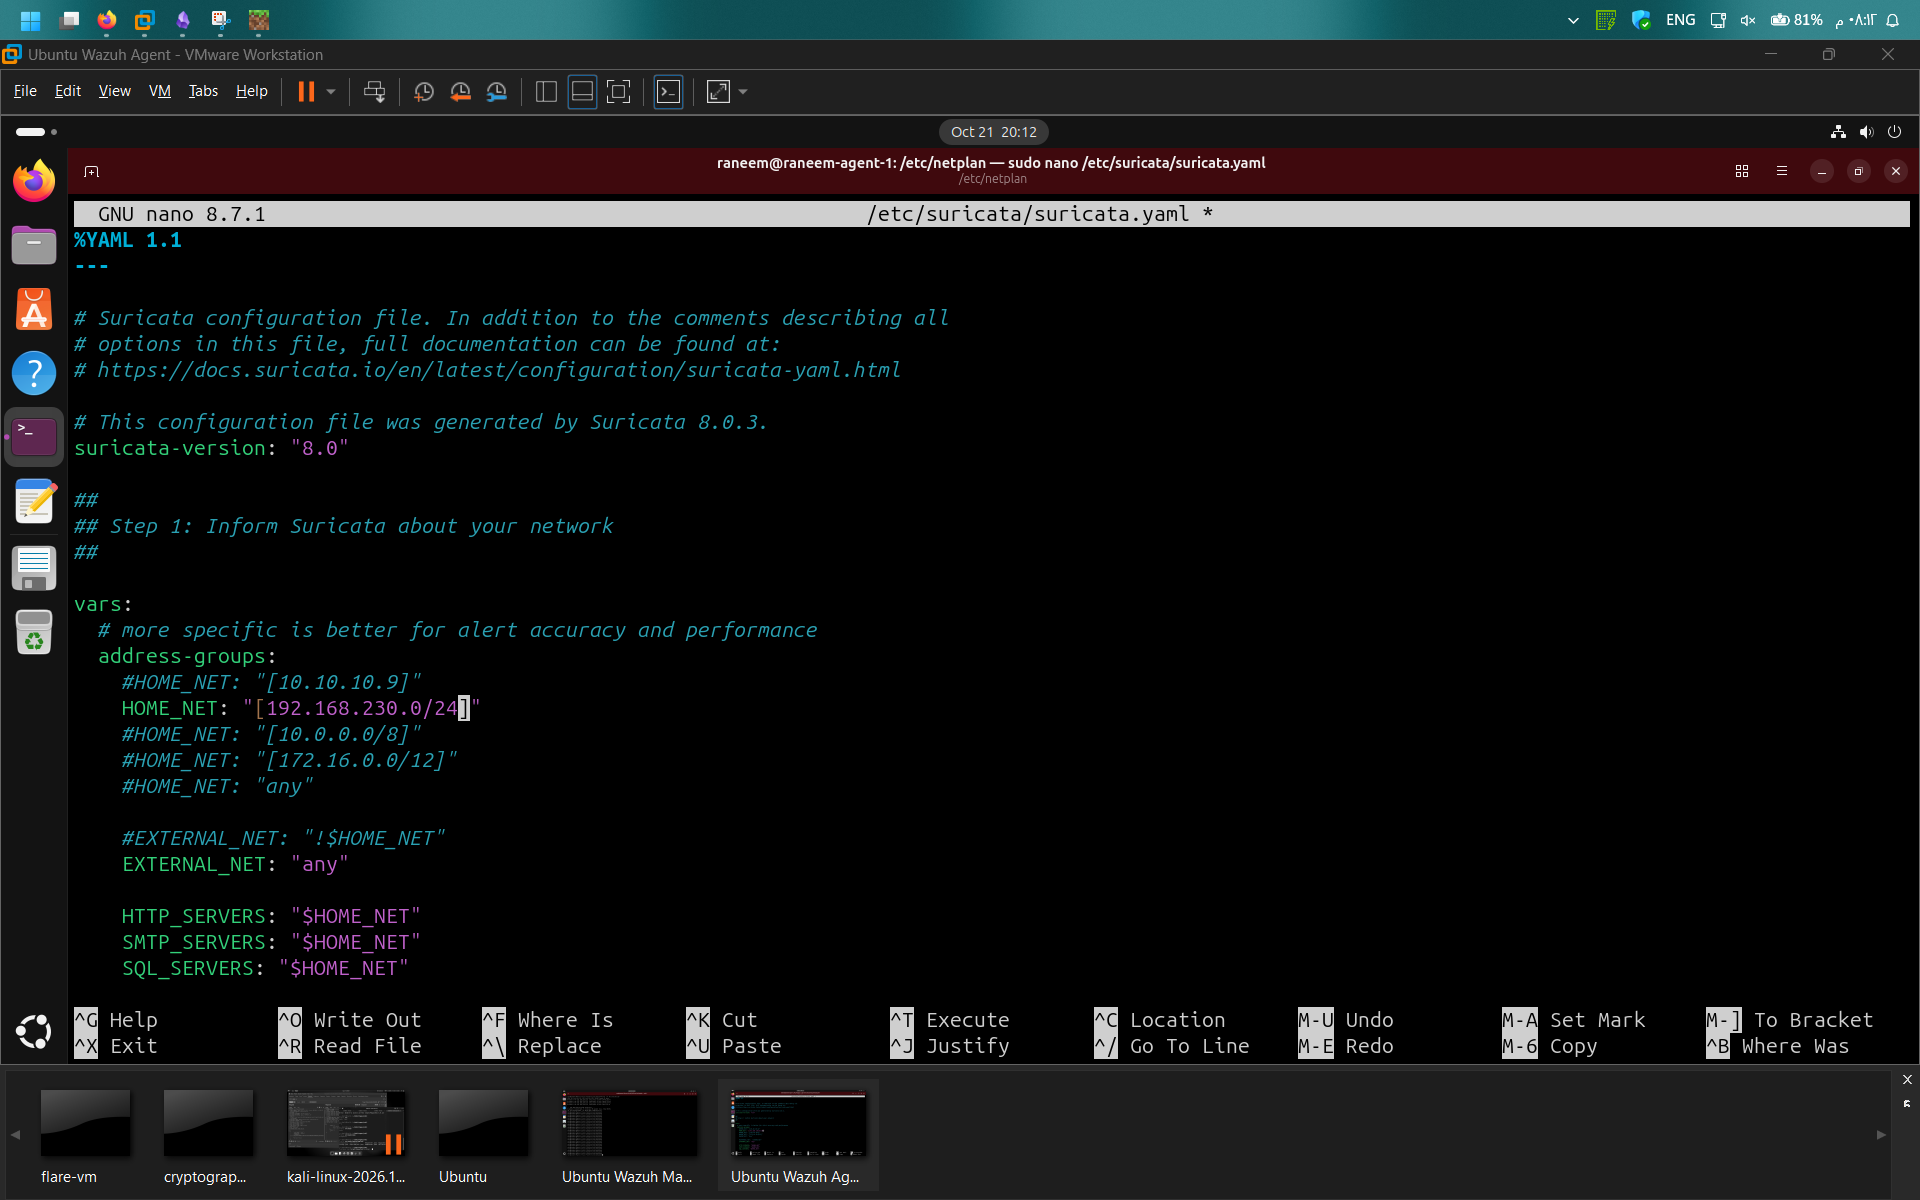 ENG
81%
٠٨:١٢ م
Ubuntu Wazuh Agent - VMware Workstation
File Edit View VM Tabs Help
Oct 21 20:12
raneem@raneem-agent-1: /etc/netplan — sudo nano /etc/suricata/suricata.yaml
/etc/netplan
GNU nano 8.7.1 /etc/suricata/suricata.yaml *
%YAML 1.1
---
# Suricata configuration file. In addition to the comments describing all
# options in this file, full documentation can be found at:
# https://docs.suricata.io/en/latest/configuration/suricata-yaml.html
# This configuration file was generated by Suricata 8.0.3.
suricata-version: "8.0"
##
## Step 1: Inform Suricata about your network
##
vars:
# more specific is better for alert accuracy and performance
address-groups:
#HOME_NET: "[10.10.10.9]"
HOME_NET: "[192.168.230.0/24]"
#HOME_NET: "[10.0.0.0/8]"
#HOME_NET: "[172.16.0.0/12]"
#HOME_NET: "any"
#EXTERNAL_NET: "!$HOME_NET"
EXTERNAL_NET: "any"
HTTP_SERVERS: "$HOME_NET"
SMTP_SERVERS: "$HOME_NET"
SQL_SERVERS: "$HOME_NET"
^G Help ^O Write Out ^F Where Is ^K Cut ^T Execute ^C Location M-U Undo M-A Set Mark M-] To Bracket
^X Exit ^R Read File ^\ Replace ^U Paste ^J Justify ^/ Go To Line M-E Redo M-6 Copy ^B Where Was
flare-vm cryptograp... kali-linux-2026.1... Ubuntu Ubuntu Wazuh Ma... Ubuntu Wazuh Ag...